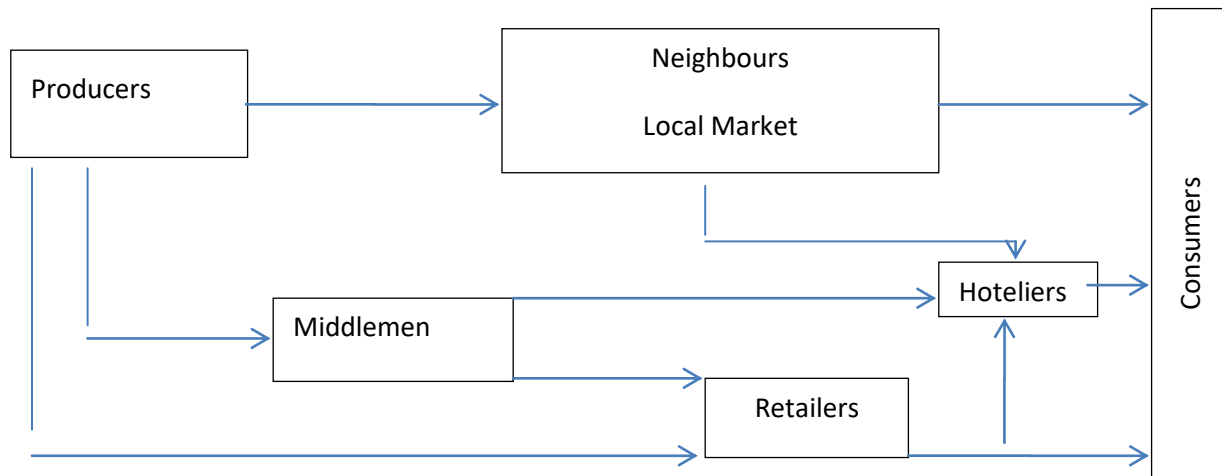 Producers
Neighbours
Local Market
Consumers
Hoteliers
Middlemen
Retailers